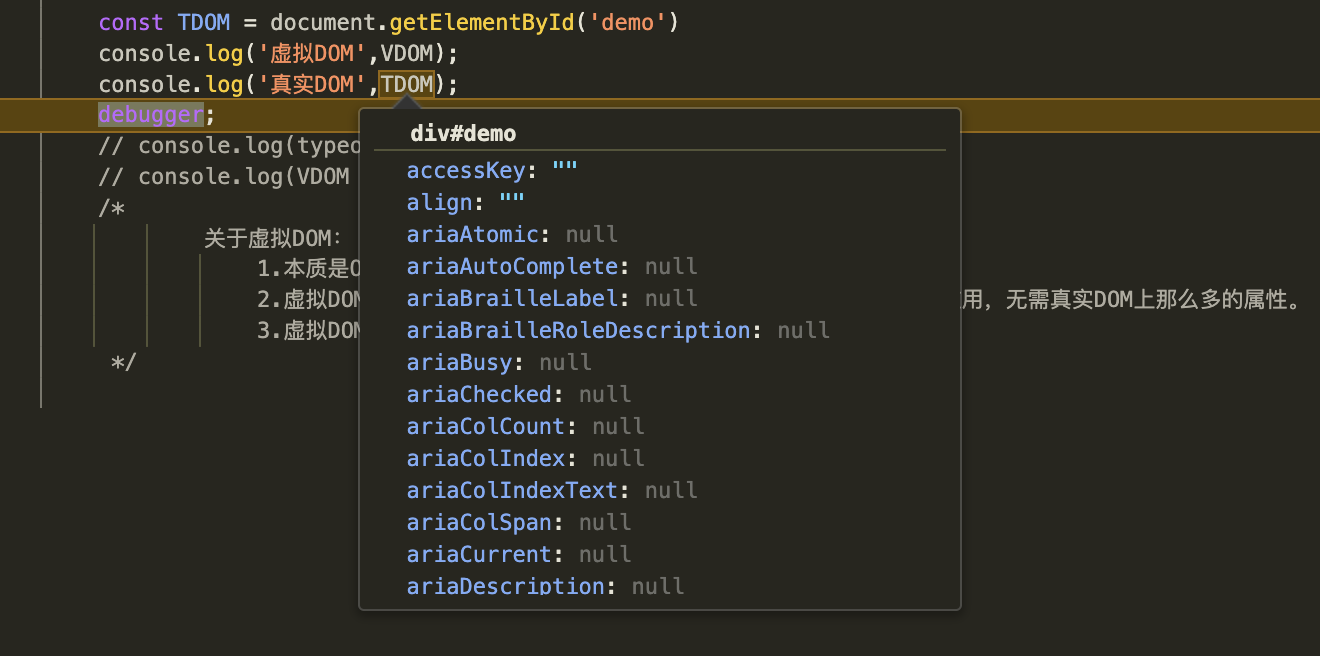 const TDOM = document.getElementById('demo')
console.log('虚拟DOM',VDOM);
console.log('真实DOM',TDOM);
debugger;
// console.log(typeo
// console.log(VDOM
/*
关于虚拟DOM：
1.本质是O
2.虚拟DOM 用，无需真实DOM上那么多的属性。
3.虚拟DOM
*/
div#demo
accessKey: ""
align: ""
ariaAtomic: null
ariaAutoComplete: null
ariaBrailleLabel: null
ariaBrailleRoleDescription: null
ariaBusy: null
ariaChecked: null
ariaColCount: null
ariaColIndex: null
ariaColIndexText: null
ariaColSpan: null
ariaCurrent: null
ariaDescription: null